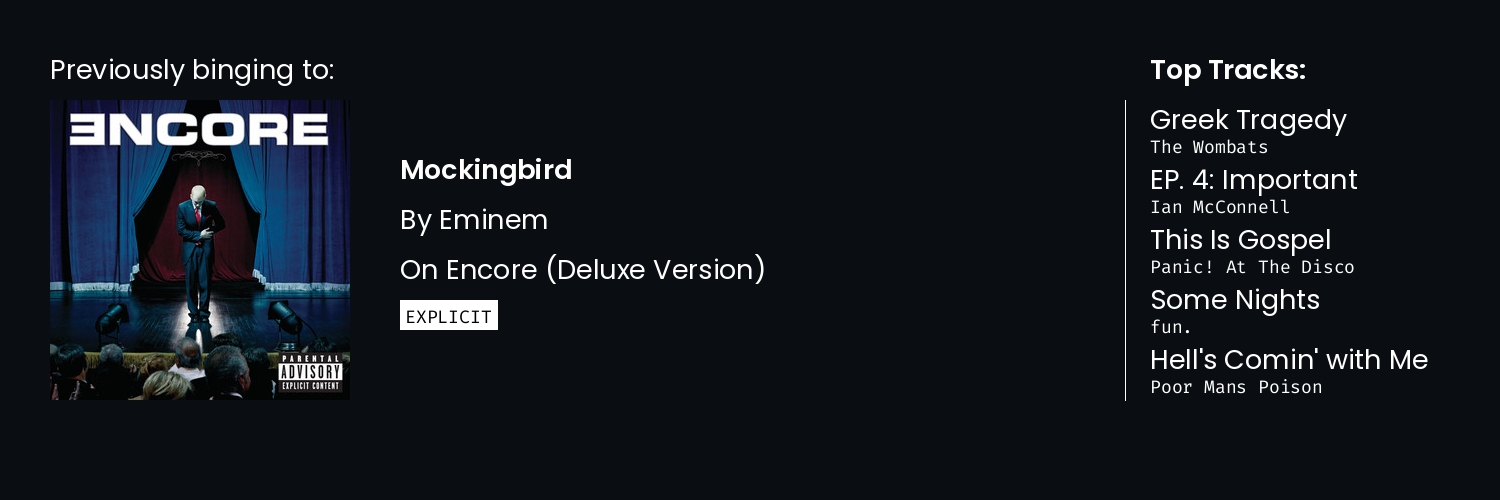 Previously binging to:
ƎNCORE
PARENTAL
ADVISORY
EXPLICIT CONTENT
Mockingbird
By Eminem
On Encore (Deluxe Version)
EXPLICIT
Top Tracks:
Greek Tragedy
The Wombats
EP. 4: Important
Ian McConnell
This Is Gospel
Panic! At The Disco
Some Nights
fun.
Hell's Comin' with Me
Poor Mans Poison